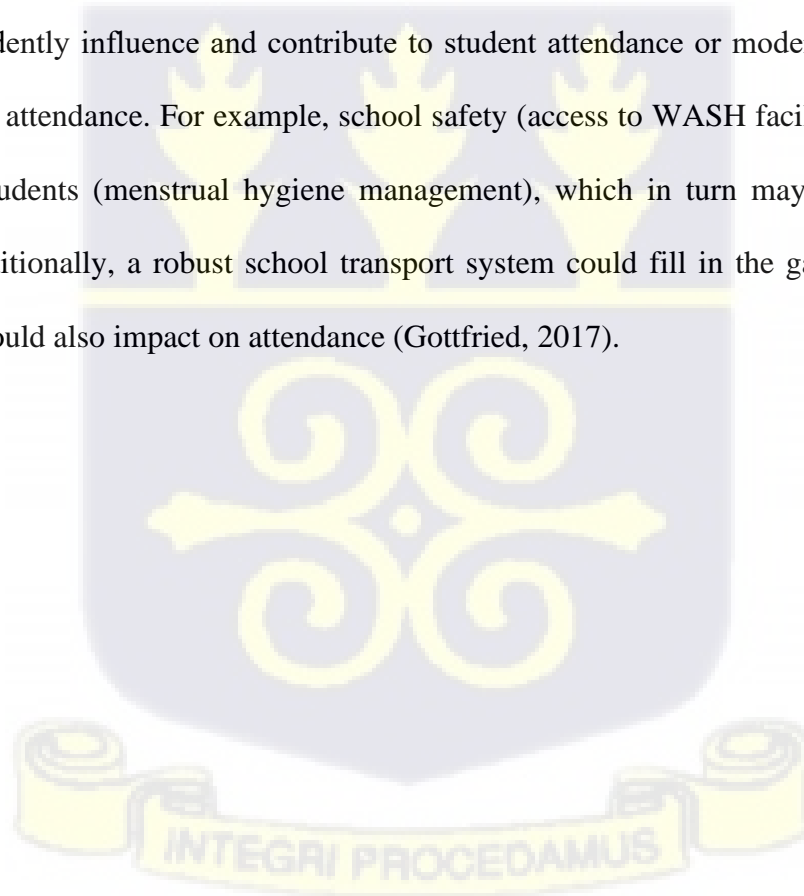 dently influence and contribute to student attendance or moder
attendance. For example, school safety (access to WASH facil
udents (menstrual hygiene management), which in turn may
itionally, a robust school transport system could fill in the ga
ould also impact on attendance (Gottfried, 2017).
INTEGRI PROCEDAMUS